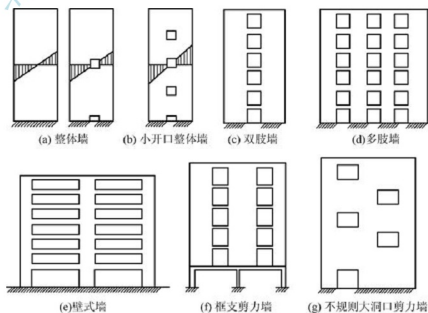 (a) 整体墙
(b) 小开口整体墙
(c) 双肢墙
(d)多肢墙
(e)壁式墙
(f) 框支剪力墙
(g) 不规则大洞口剪力墙